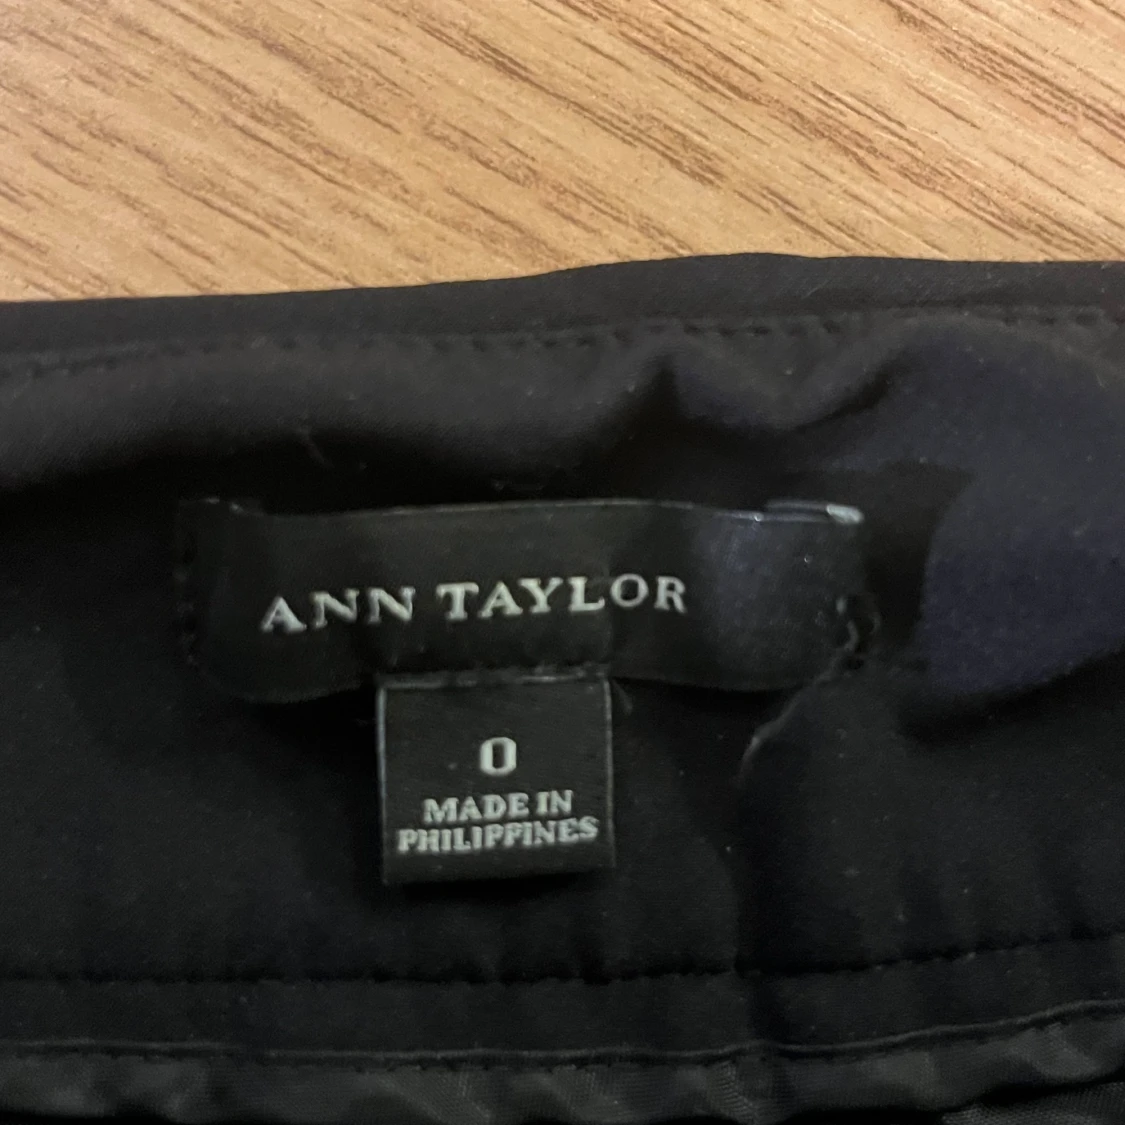 ANN TAYLOR
0
MADE IN
PHILIPPINES